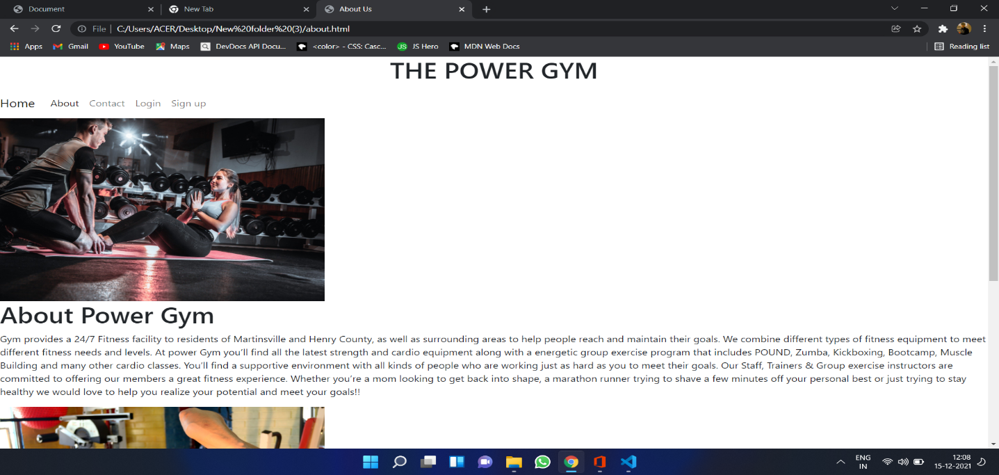 Document
New Tab
About Us
File | C:/Users/ACER/Desktop/New%20folder%20(3)/about.html
Apps Gmail YouTube Maps DevDocs API Docu... <color> - CSS: Casc... JS JS Hero MDN Web Docs Reading list
THE POWER GYM
Home About Contact Login Sign up
About Power Gym
Gym provides a 24/7 Fitness facility to residents of Martinsville and Henry County, as well as surrounding areas to help people reach and maintain their goals. We combine different types of fitness equipment to meet
different fitness needs and levels. At power Gym you’ll find all the latest strength and cardio equipment along with a energetic group exercise program that includes POUND, Zumba, Kickboxing, Bootcamp, Muscle
Building and many other cardio classes. You’ll find a supportive environment with all kinds of people who are working just as hard as you to meet their goals. Our Staff, Trainers & Group exercise instructors are
committed to offering our members a great fitness experience. Whether you’re a mom looking to get back into shape, a marathon runner trying to shave a few minutes off your personal best or just trying to stay
healthy we would love to help you realize your potential and meet your goals!!
ENG
IN
12:08
15-12-2021